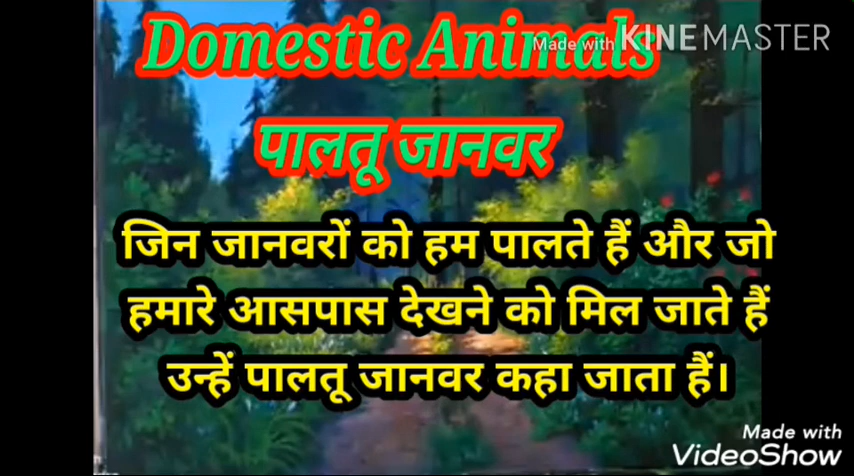 Domestic Animals
Made with KINEMASTER
पालतू जानवर
जिन जानवरों को हम पालते हैं और जो
हमारे आसपास देखने को मिल जाते हैं
उन्हें पालतू जानवर कहा जाता हैं।
Made with
VideoShow